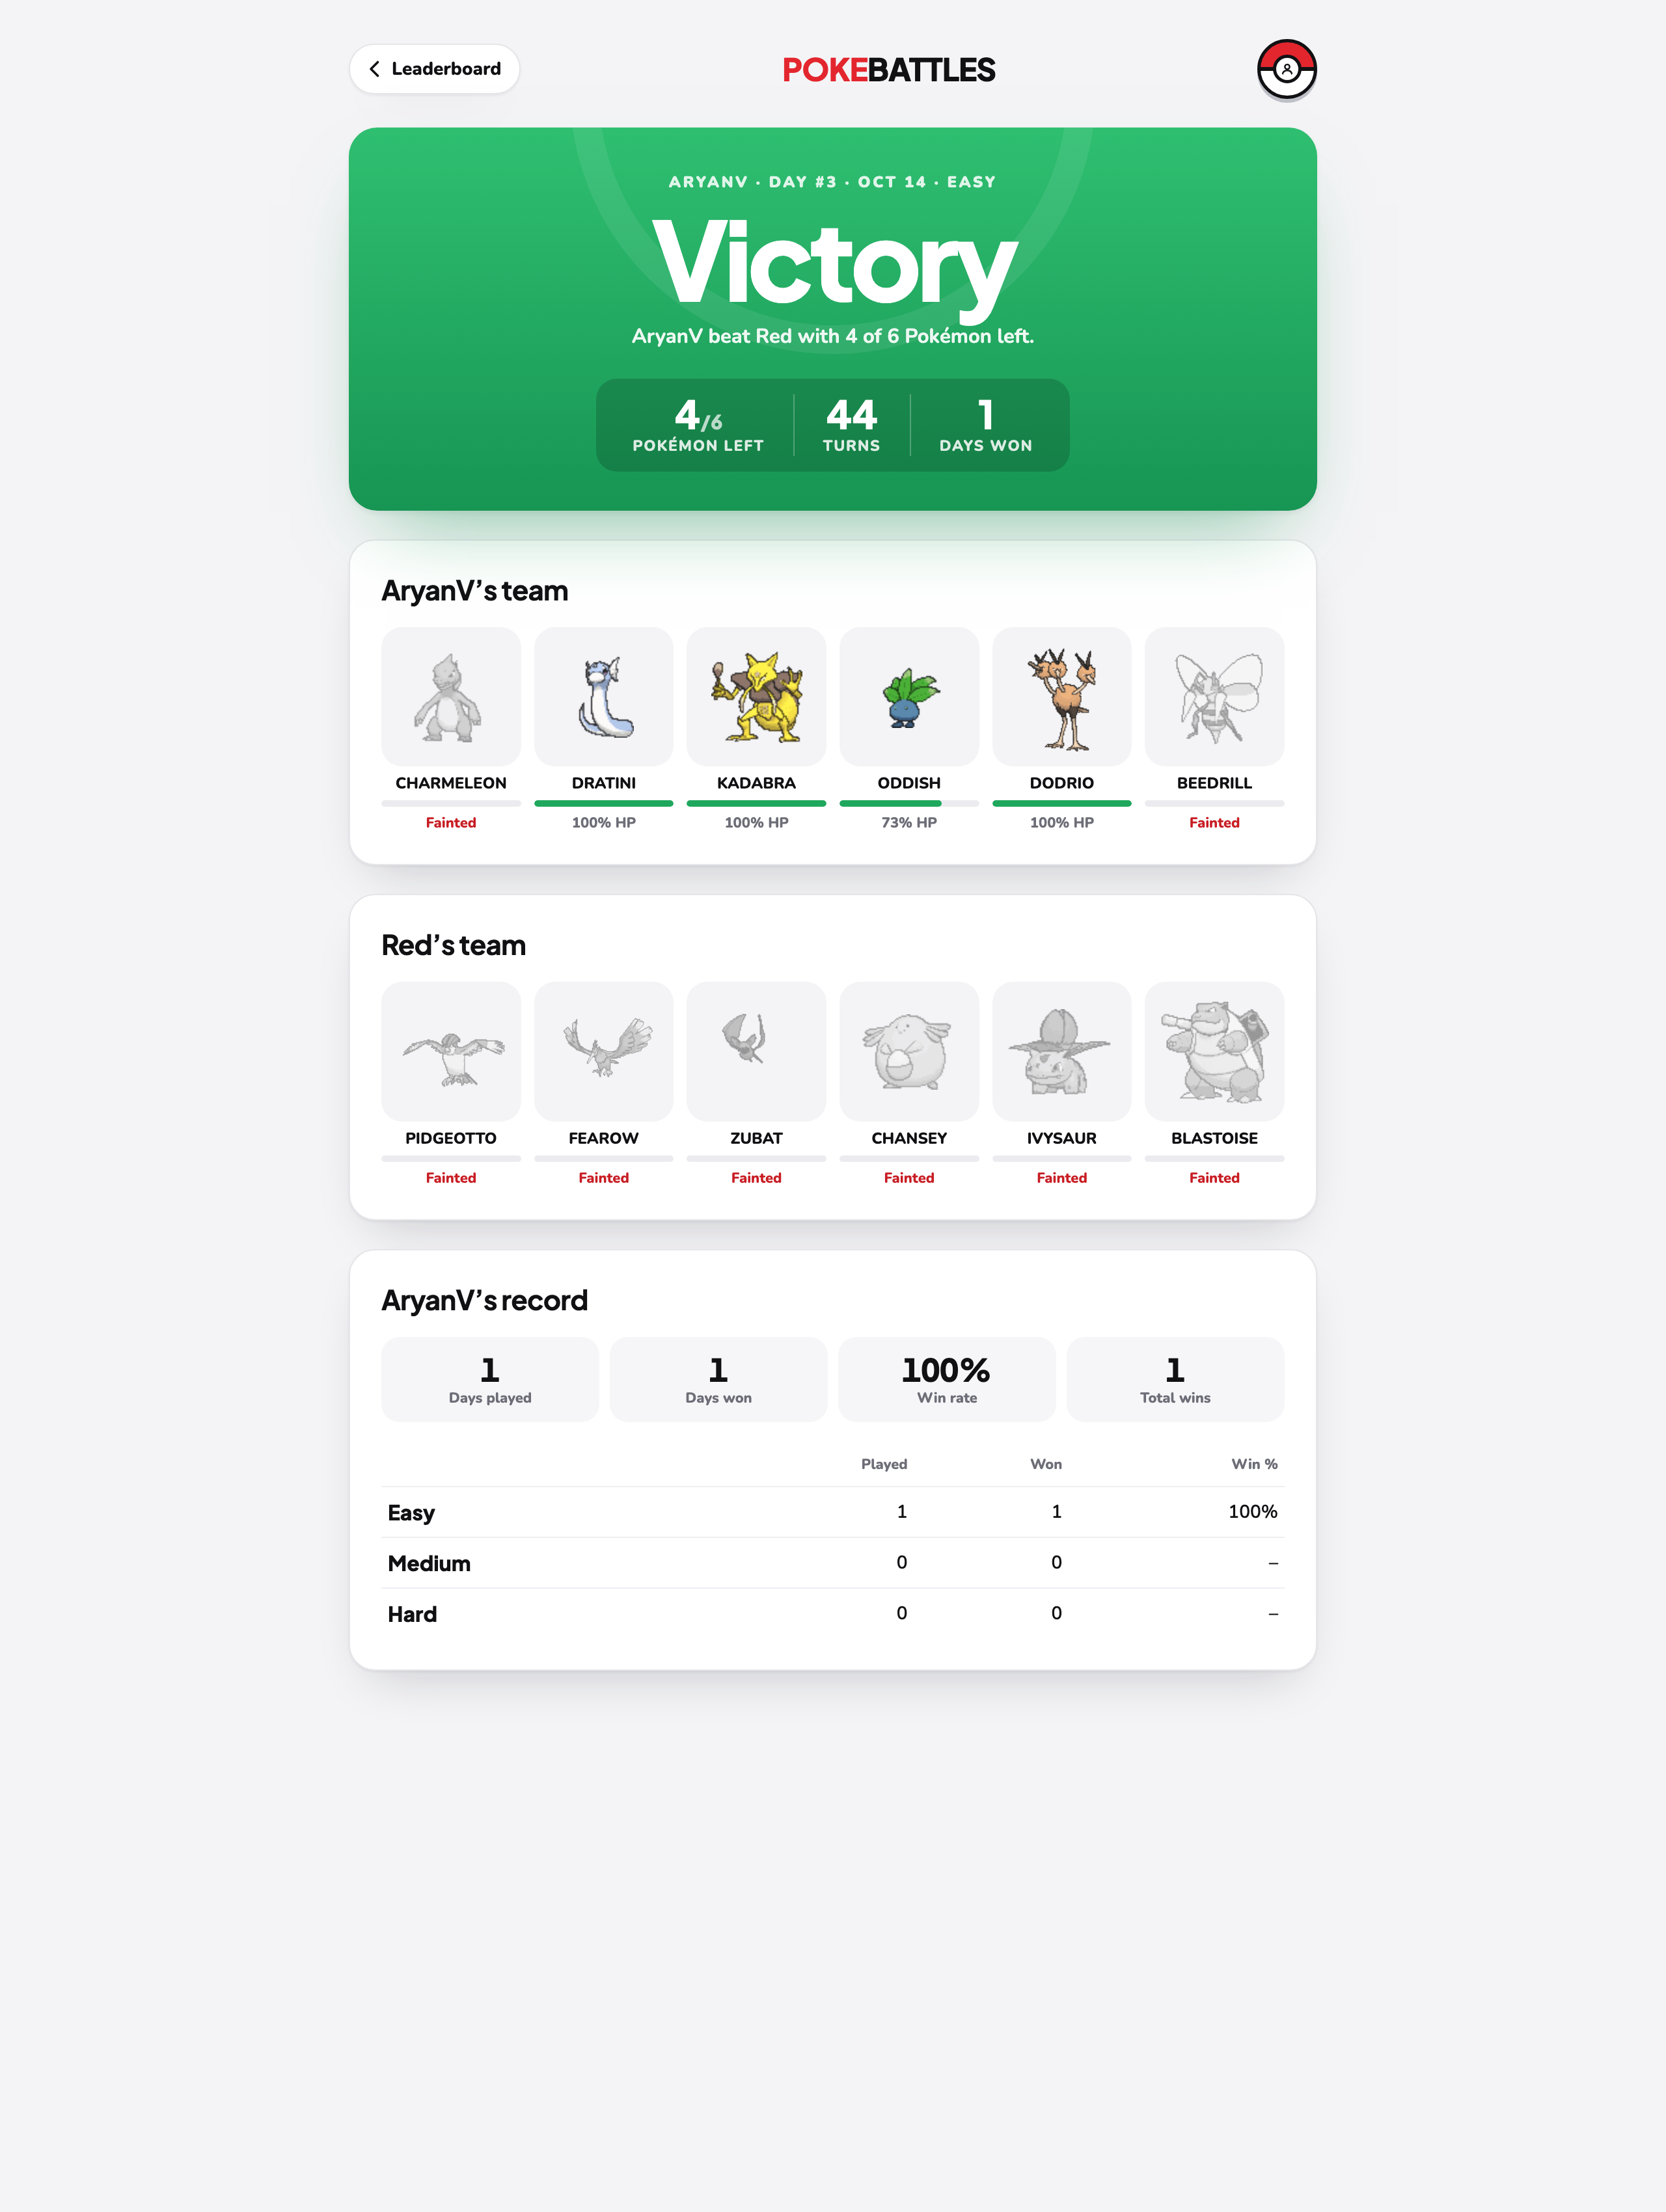 Leaderboard
POKEBATTLES
ARYANV · DAY #3 · OCT 14 · EASY
Victory
AryanV beat Red with 4 of 6 Pokémon left.
4/6 44 1
POKÉMON LEFT TURNS DAYS WON
AryanV’s team
CHARMELEON DRATINI KADABRA ODDISH DODRIO BEEDRILL
Fainted 100% HP 100% HP 73% HP 100% HP Fainted
Red’s team
PIDGEOTTO FEAROW ZUBAT CHANSEY IVYSAUR BLASTOISE
Fainted Fainted Fainted Fainted Fainted Fainted
AryanV’s record
1 1 100% 1
Days played Days won Win rate Total wins
Played Won Win %
Easy 1 1 100%
Medium 0 0 –
Hard 0 0 –